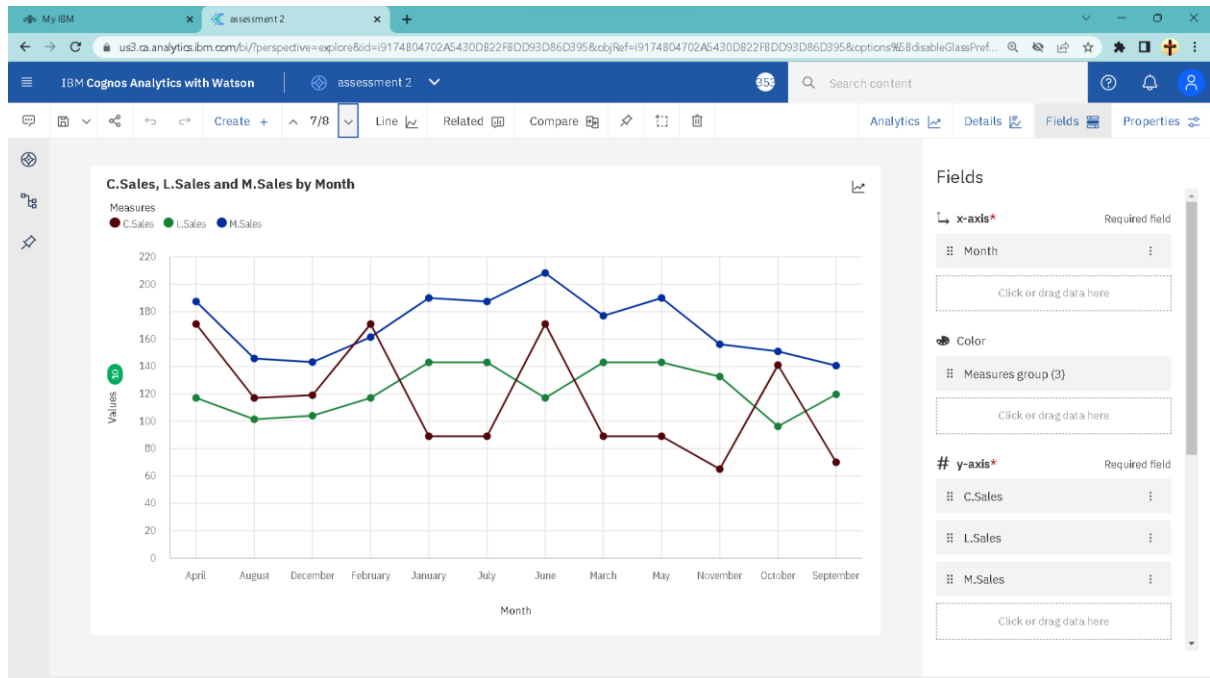 My IBM
assessment 2
us3.ca.analytics.ibm.com/bi/?perspective=explore&id=i9174B04702A5430DB22FBDD93D86D395&objRef=i9174B04702A5430DB22FBDD93D86D395&options%5BdisableGlassPref...
IBM Cognos Analytics with Watson
assessment 2
353
Search content
Create +
7/8
Line
Related
Compare
Analytics
Details
Fields
Properties
C.Sales, L.Sales and M.Sales by Month
Measures
C.Sales L.Sales M.Sales
220
200
180
160
140
120
100
80
60
40
20
0
Values
April August December February January July June March May November October September
Month
Fields
x-axis* Required field
Month
Click or drag data here
Color
Measures group (3)
Click or drag data here
# y-axis* Required field
C.Sales
L.Sales
M.Sales
Click or drag data here